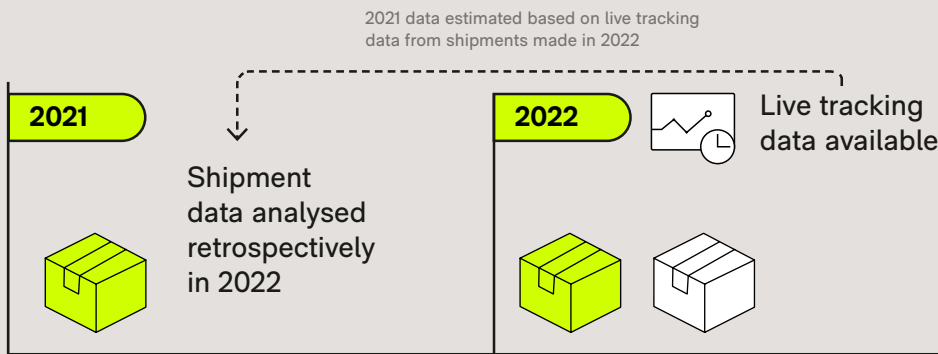 2021 data estimated based on live tracking
data from shipments made in 2022
2021
Shipment
data analysed
retrospectively
in 2022
2022
Live tracking
data available